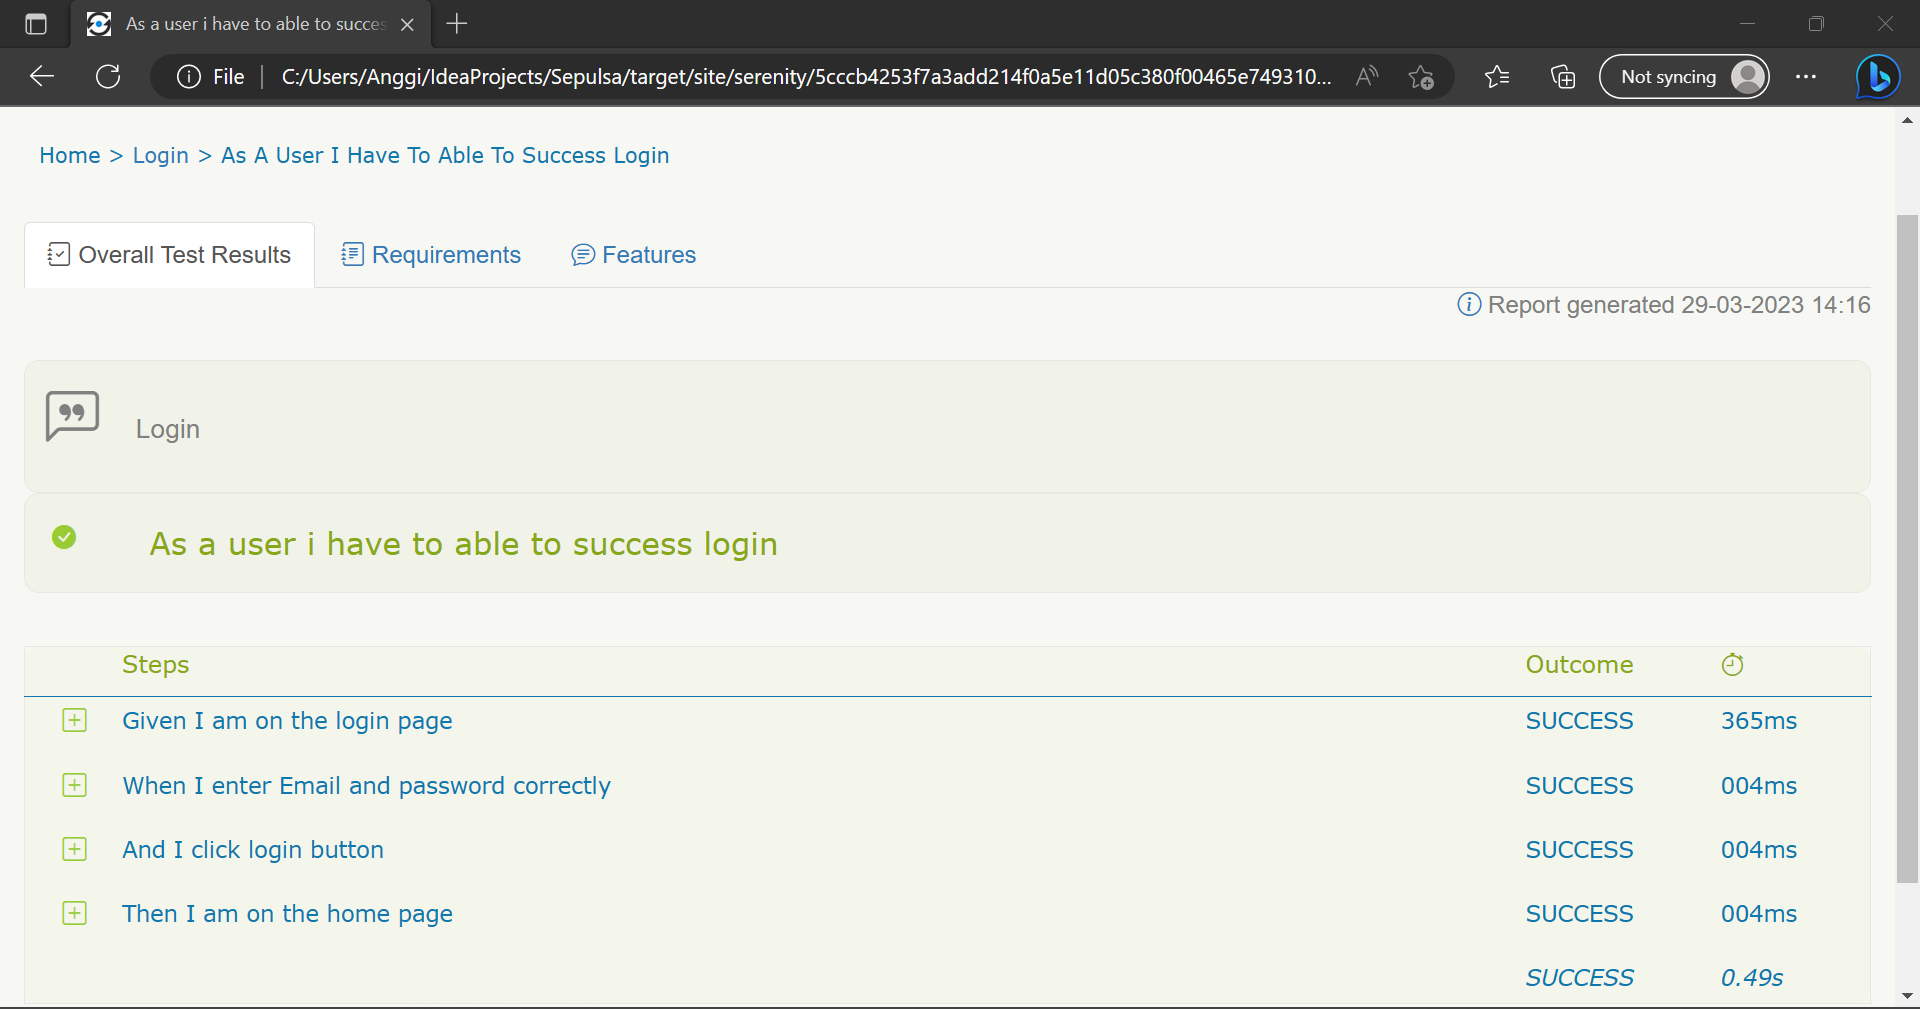 As a user i have to able to succes
File
C:/Users/Anggi/IdeaProjects/Sepulsa/target/site/serenity/5cccb4253f7a3add214f0a5e11d05c380f00465e749310...
Not syncing
Home > Login > As A User I Have To Able To Success Login
Overall Test Results
Requirements
Features
Report generated 29-03-2023 14:16
Login
As a user i have to able to success login
Steps Outcome
Given I am on the login page SUCCESS 365ms
When I enter Email and password correctly SUCCESS 004ms
And I click login button SUCCESS 004ms
Then I am on the home page SUCCESS 004ms
SUCCESS 0.49s